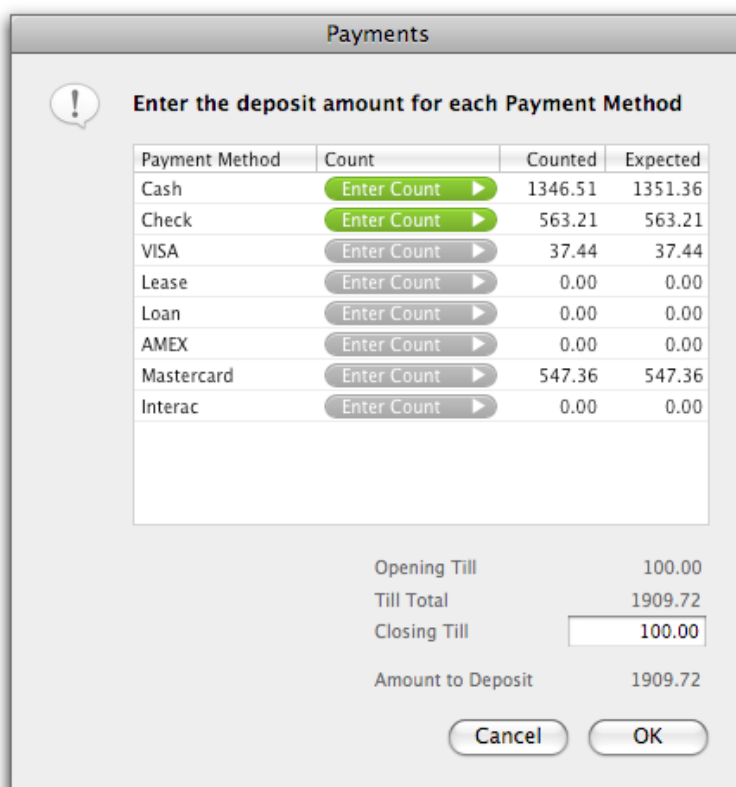 Payments
Enter the deposit amount for each Payment Method
Payment Method Count Counted Expected
Cash Enter Count 1346.51 1351.36
Check Enter Count 563.21 563.21
VISA Enter Count 37.44 37.44
Lease Enter Count 0.00 0.00
Loan Enter Count 0.00 0.00
AMEX Enter Count 0.00 0.00
Mastercard Enter Count 547.36 547.36
Interac Enter Count 0.00 0.00
Opening Till 100.00
Till Total 1909.72
Closing Till 100.00
Amount to Deposit 1909.72
Cancel OK